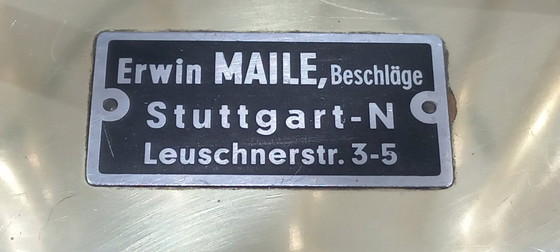 Erwin MAILE, Beschläge
Stuttgart-N
Leuschnerstr. 3-5